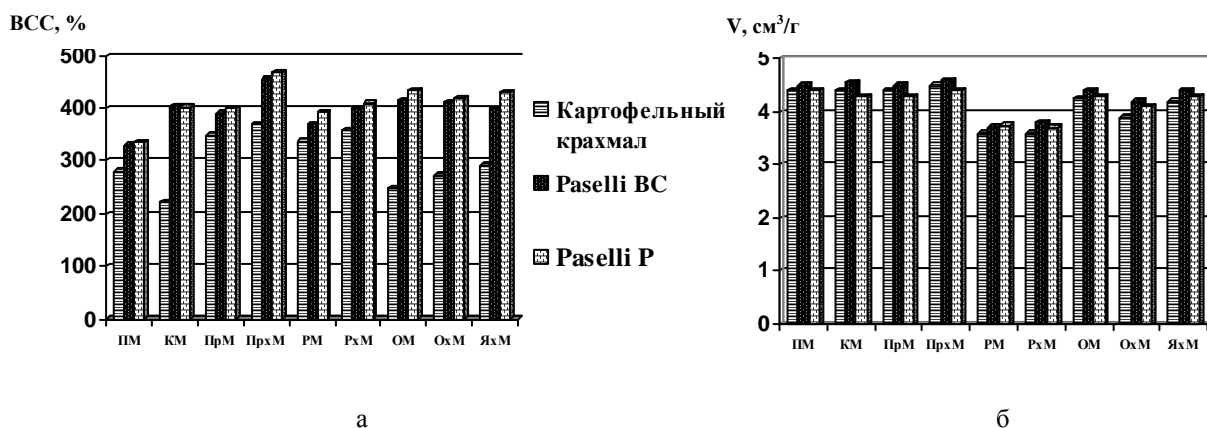 ВСС, %
500
400
300
200
100
0
ПМ КМ ПрМ ПрхМ РМ РхМ ОМ ОхМ ЯхМ
Картофельный
крахмал
Paselli BC
Paselli P
а
V, см³/г
5
4
3
2
1
0
ПМ КМ ПрМ ПрхМ РМ РхМ ОМ ОхМ ЯхМ
б